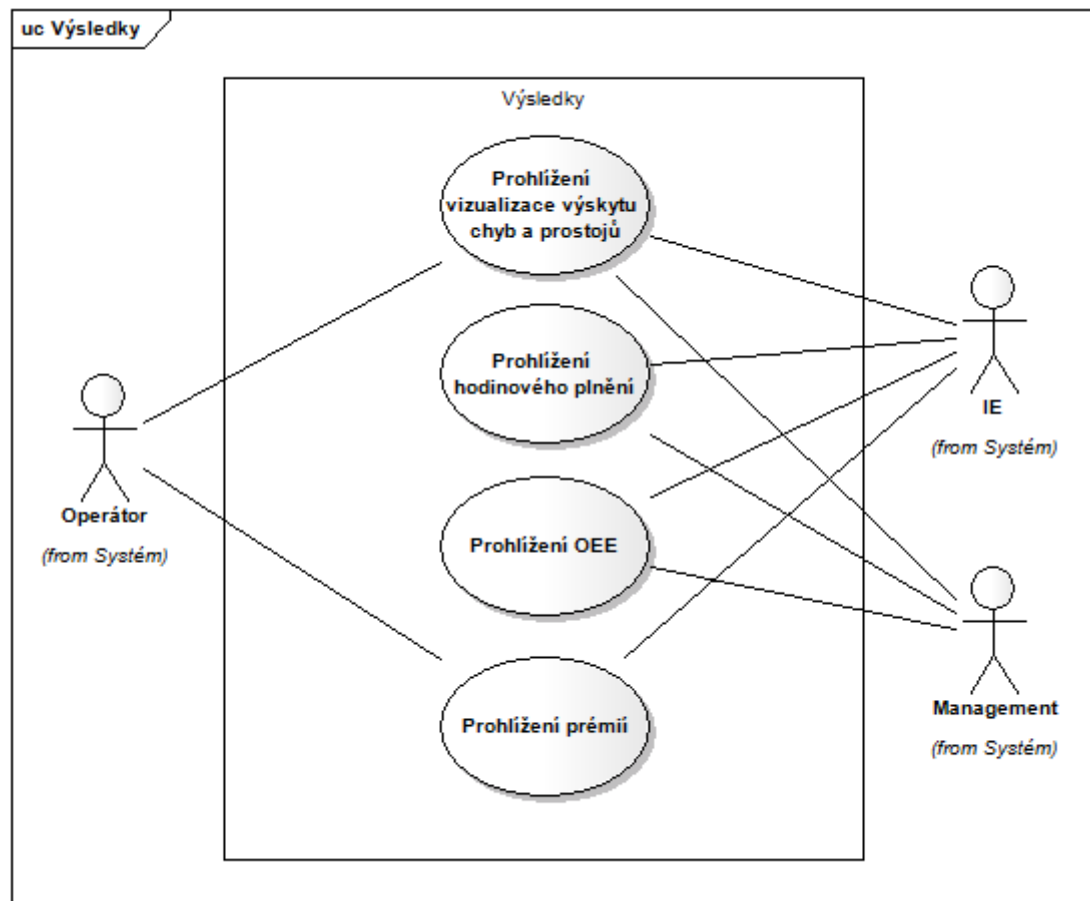 uc Výsledky
Výsledky
Prohlížení
vizualizace výskytu
chyb a prostojů
Prohlížení
hodinového plnění
Prohlížení OEE
Prohlížení prémií
Operátor
(from Systém)
IE
(from Systém)
Management
(from Systém)